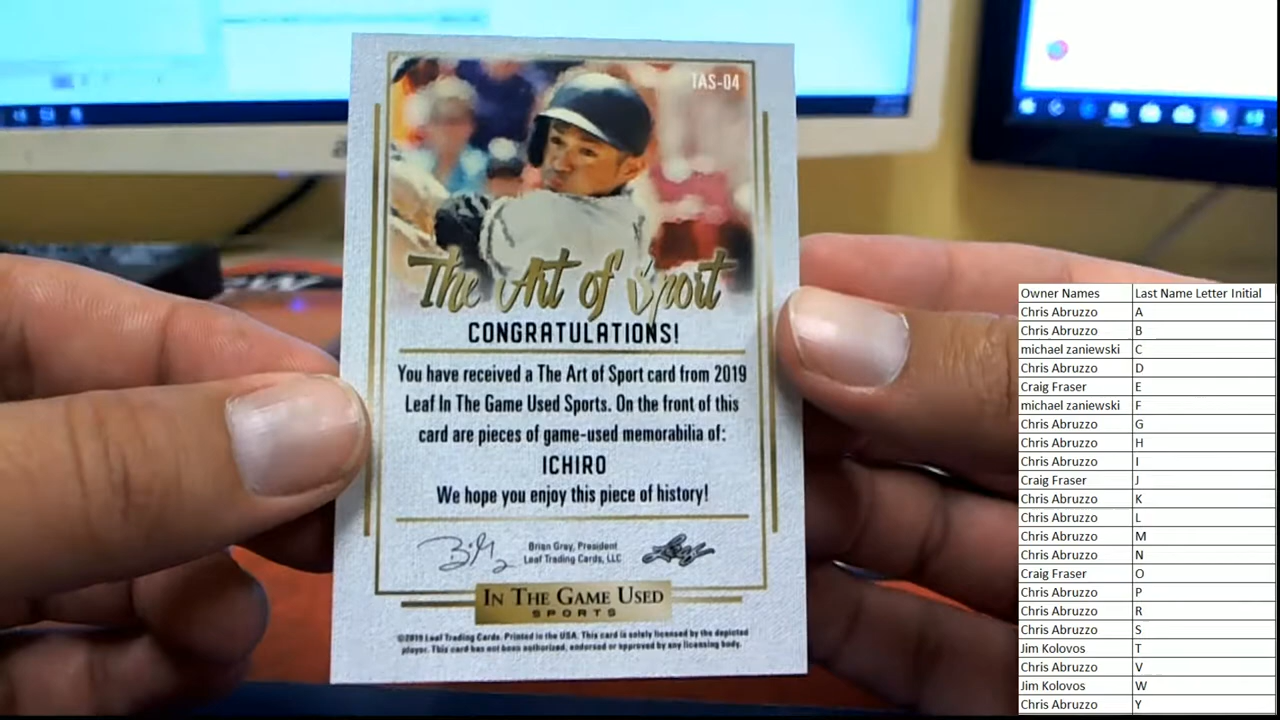 TAS-04
The Art of Sport
CONGRATULATIONS!
You have received a The Art of Sport card from 2019
Leaf In The Game Used Sports. On the front of this
card are pieces of game-used memorabilia of:
ICHIRO
We hope you enjoy this piece of history!
Brian Gray, President
Leaf Trading Cards, LLC
Leaf
IN THE GAME USED
SPORTS
©2019 Leaf Trading Cards. Printed in the USA. This card is solely licensed by the depicted
player. This card has not been authorized, endorsed or approved by any licensing body.
Owner Names Last Name Letter Initial
Chris Abruzzo A
Chris Abruzzo B
michael zaniewski C
Chris Abruzzo D
Craig Fraser E
michael zaniewski F
Chris Abruzzo G
Chris Abruzzo H
Chris Abruzzo I
Craig Fraser J
Chris Abruzzo K
Chris Abruzzo L
Chris Abruzzo M
Chris Abruzzo N
Craig Fraser O
Chris Abruzzo P
Chris Abruzzo R
Chris Abruzzo S
Jim Kolovos T
Chris Abruzzo V
Jim Kolovos W
Chris Abruzzo Y